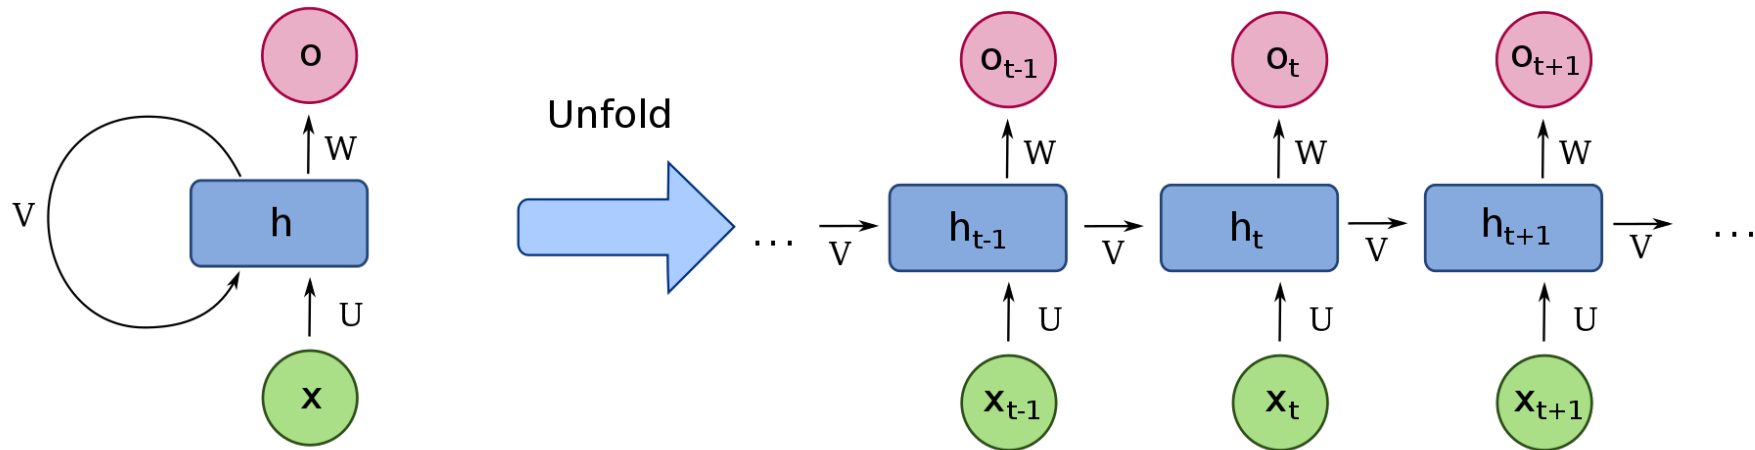 o
W
V
h
U
x
Unfold
...
V
o_{t-1}
W
h_{t-1}
U
x_{t-1}
V
o_t
W
h_t
U
x_t
V
o_{t+1}
W
h_{t+1}
U
x_{t+1}
V
...